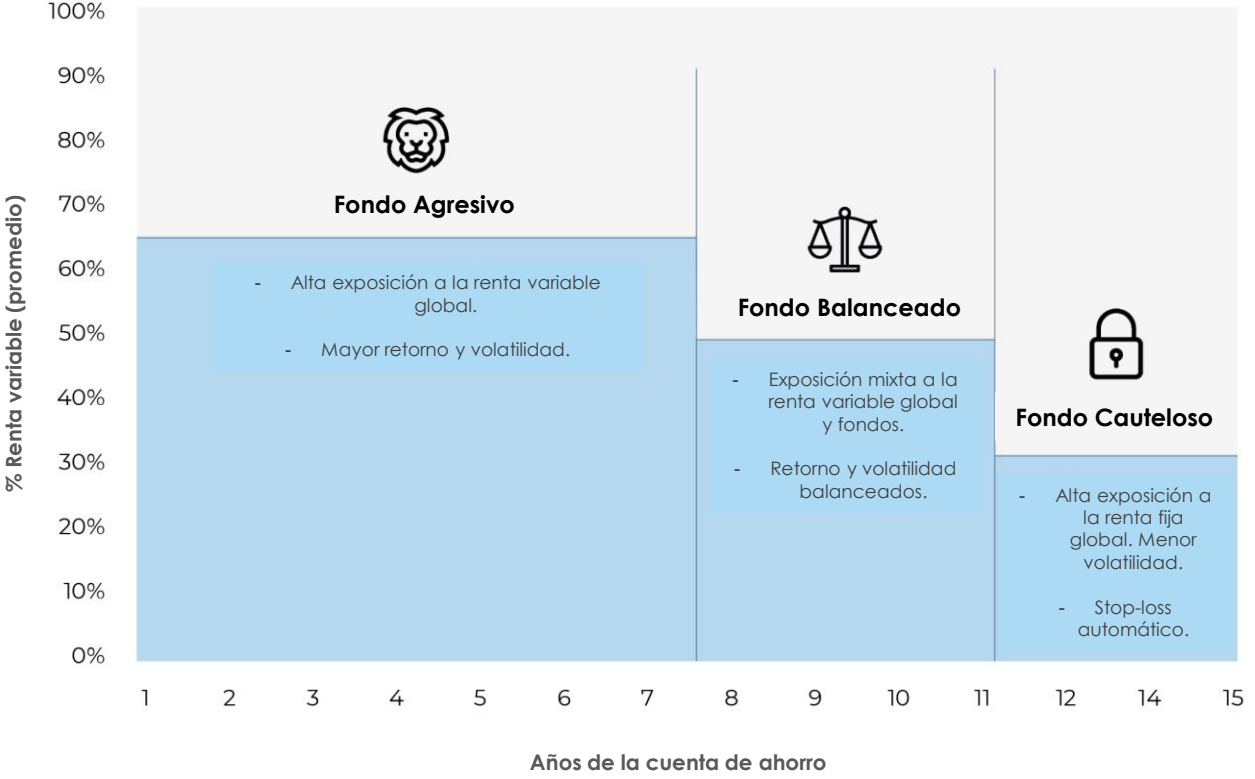 100%
90%
80%
70%
60%
50%
40%
30%
20%
10%
0%
% Renta variable (promedio)
Fondo Agresivo
- Alta exposición a la renta variable
global.
- Mayor retorno y volatilidad.
Fondo Balanceado
- Exposición mixta a la
renta variable global
y fondos.
- Retorno y volatilidad
balanceados.
Fondo Cauteloso
- Alta exposición a
la renta fija
global. Menor
volatilidad.
- Stop-loss
automático.
1 2 3 4 5 6 7 8 9 10 11 12 14 15
Años de la cuenta de ahorro